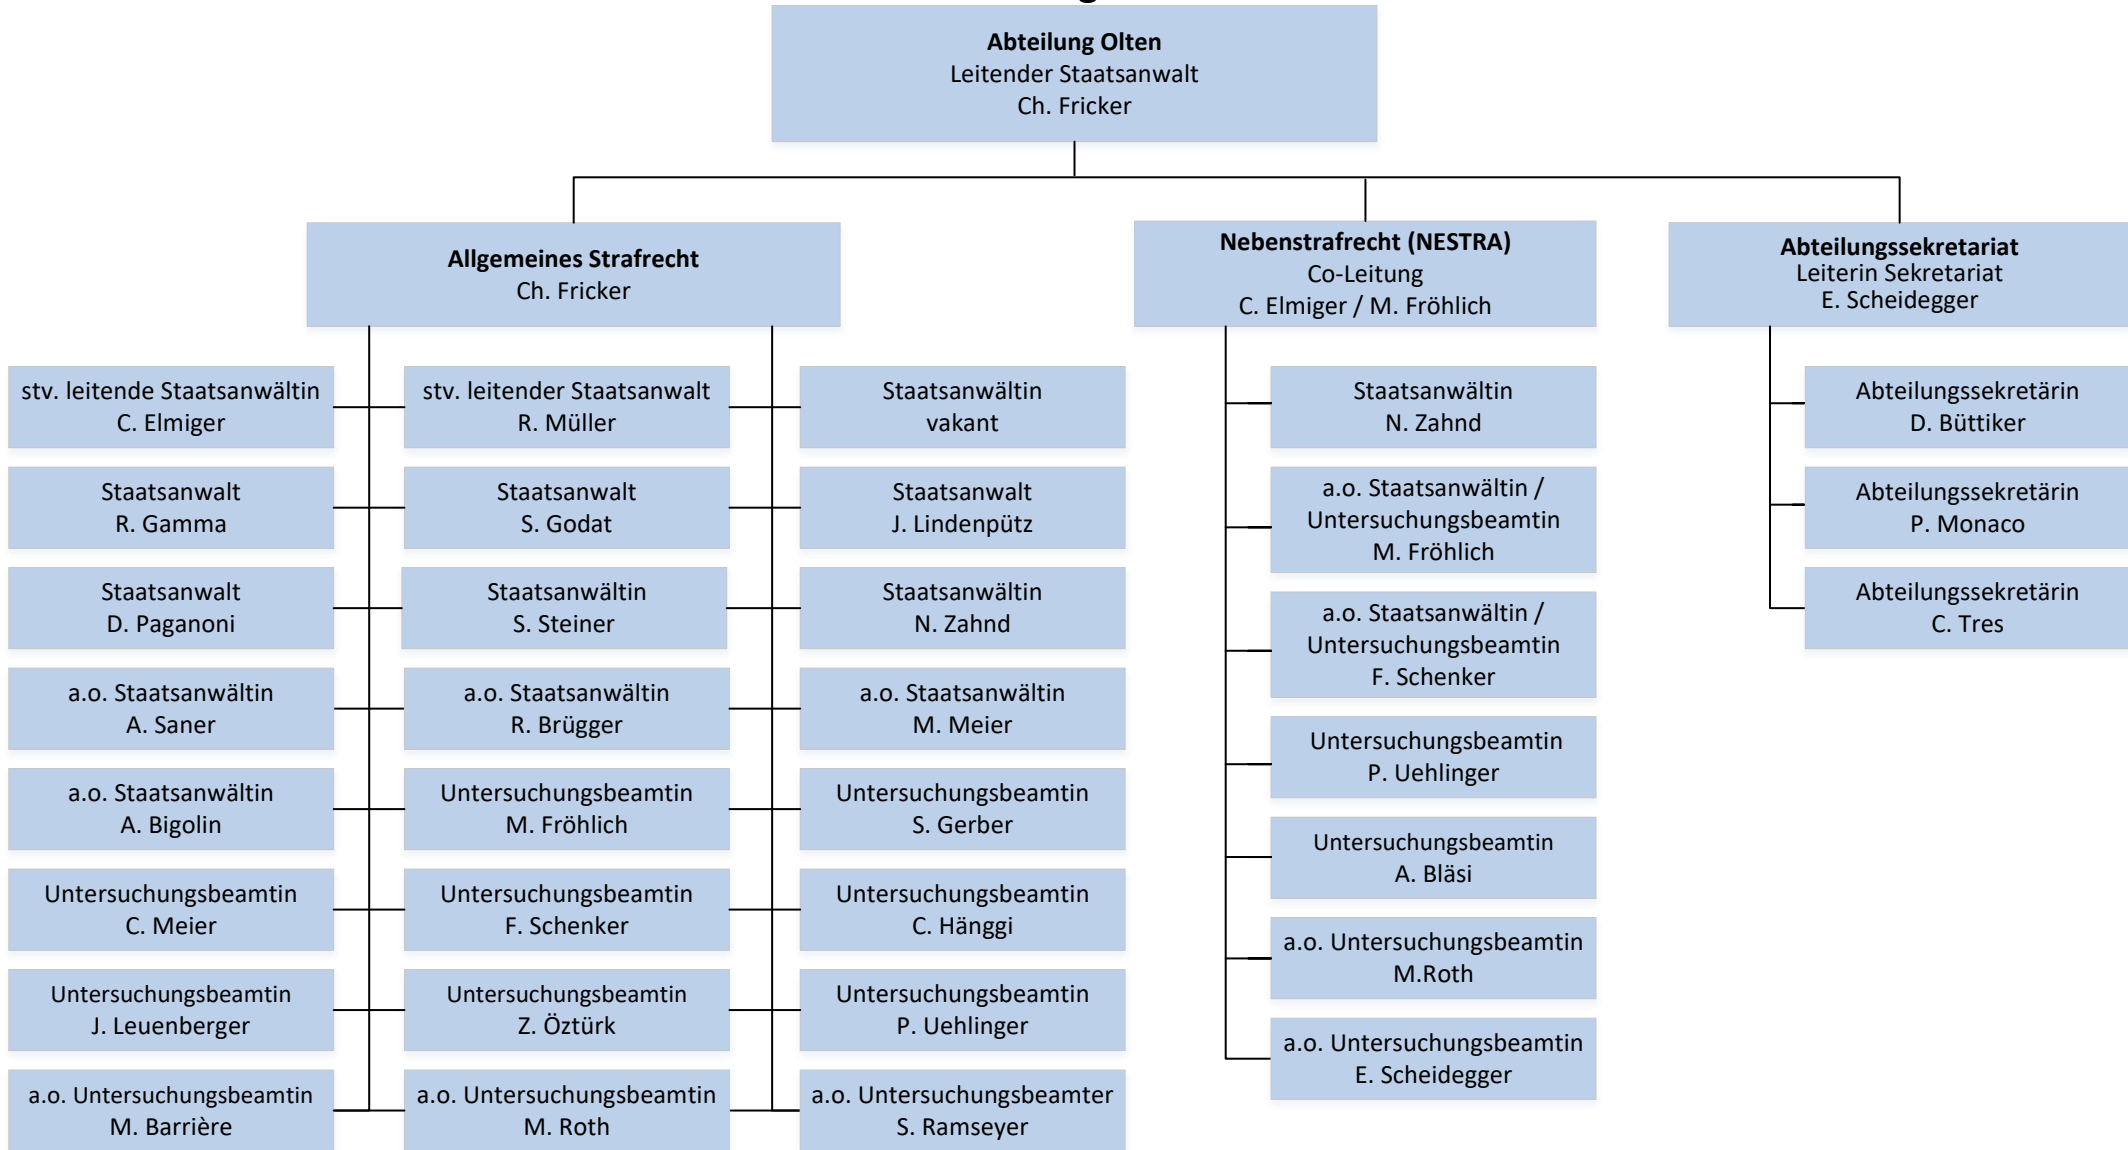 Abteilung Olten
Leitender Staatsanwalt
Ch. Fricker
Allgemeines Strafrecht
Ch. Fricker
Nebenstrafrecht (NESTRA)
Co-Leitung
C. Elmiger / M. Fröhlich
Abteilungssekretariat
Leiterin Sekretariat
E. Scheidegger
stv. leitende Staatsanwältin
C. Elmiger
stv. leitender Staatsanwalt
R. Müller
Staatsanwältin
vakant
Staatsanwalt
R. Gamma
Staatsanwalt
S. Godat
Staatsanwalt
J. Lindenpütz
Staatsanwalt
D. Paganoni
Staatsanwältin
S. Steiner
Staatsanwältin
N. Zahnd
a.o. Staatsanwältin
A. Saner
a.o. Staatsanwältin
R. Brügger
a.o. Staatsanwältin
M. Meier
a.o. Staatsanwältin
A. Bigolin
Untersuchungsbeamtin
M. Fröhlich
Untersuchungsbeamtin
S. Gerber
Untersuchungsbeamtin
C. Meier
Untersuchungsbeamtin
F. Schenker
Untersuchungsbeamtin
C. Hänggi
Untersuchungsbeamtin
J. Leuenberger
Untersuchungsbeamtin
Z. Öztürk
Untersuchungsbeamtin
P. Uehlinger
a.o. Untersuchungsbeamtin
M. Barrière
a.o. Untersuchungsbeamtin
M. Roth
a.o. Untersuchungsbeamter
S. Ramseyer
Staatsanwältin
N. Zahnd
a.o. Staatsanwältin /
Untersuchungsbeamtin
M. Fröhlich
a.o. Staatsanwältin /
Untersuchungsbeamtin
F. Schenker
Untersuchungsbeamtin
P. Uehlinger
Untersuchungsbeamtin
A. Bläsi
a.o. Untersuchungsbeamtin
M.Roth
a.o. Untersuchungsbeamtin
E. Scheidegger
Abteilungssekretärin
D. Büttiker
Abteilungssekretärin
P. Monaco
Abteilungssekretärin
C. Tres